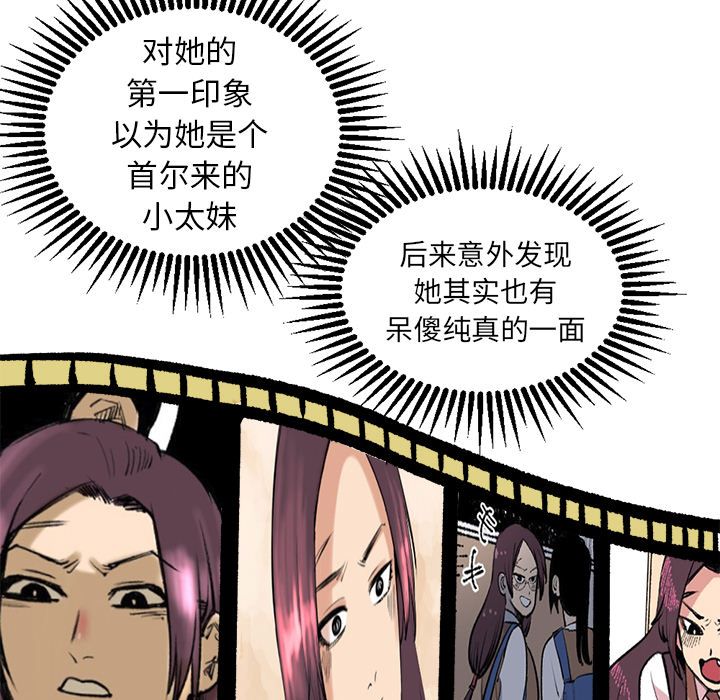 对她的
第一印象
以为她是个
首尔来的
小太妹
后来意外发现
她其实也有
呆傻纯真的一面